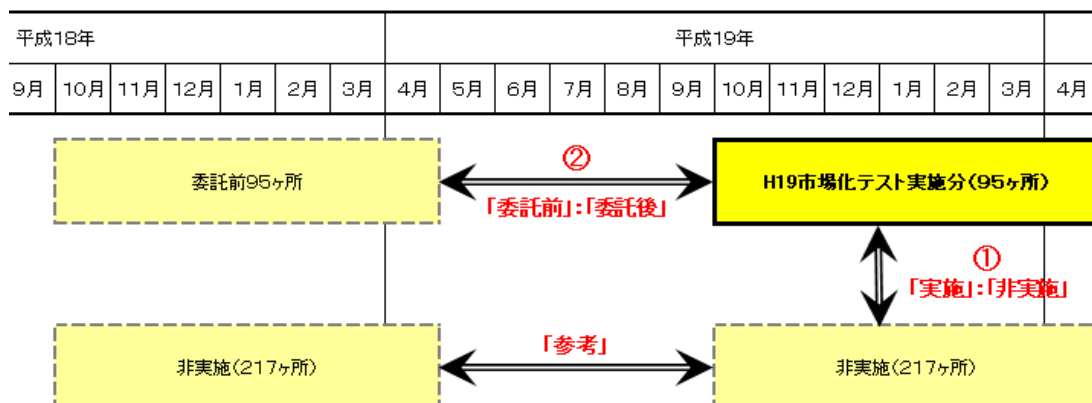 平成18年 平成19年
9月 10月 11月 12月 1月 2月 3月 4月 5月 6月 7月 8月 9月 10月 11月 12月 1月 2月 3月 4月
委託前95ヶ所 ② H19市場化テスト実施分(95ヶ所)
「委託前」:「委託後」
①
「実施」:「非実施」
非実施(217ヶ所) 「参考」 非実施(217ヶ所)